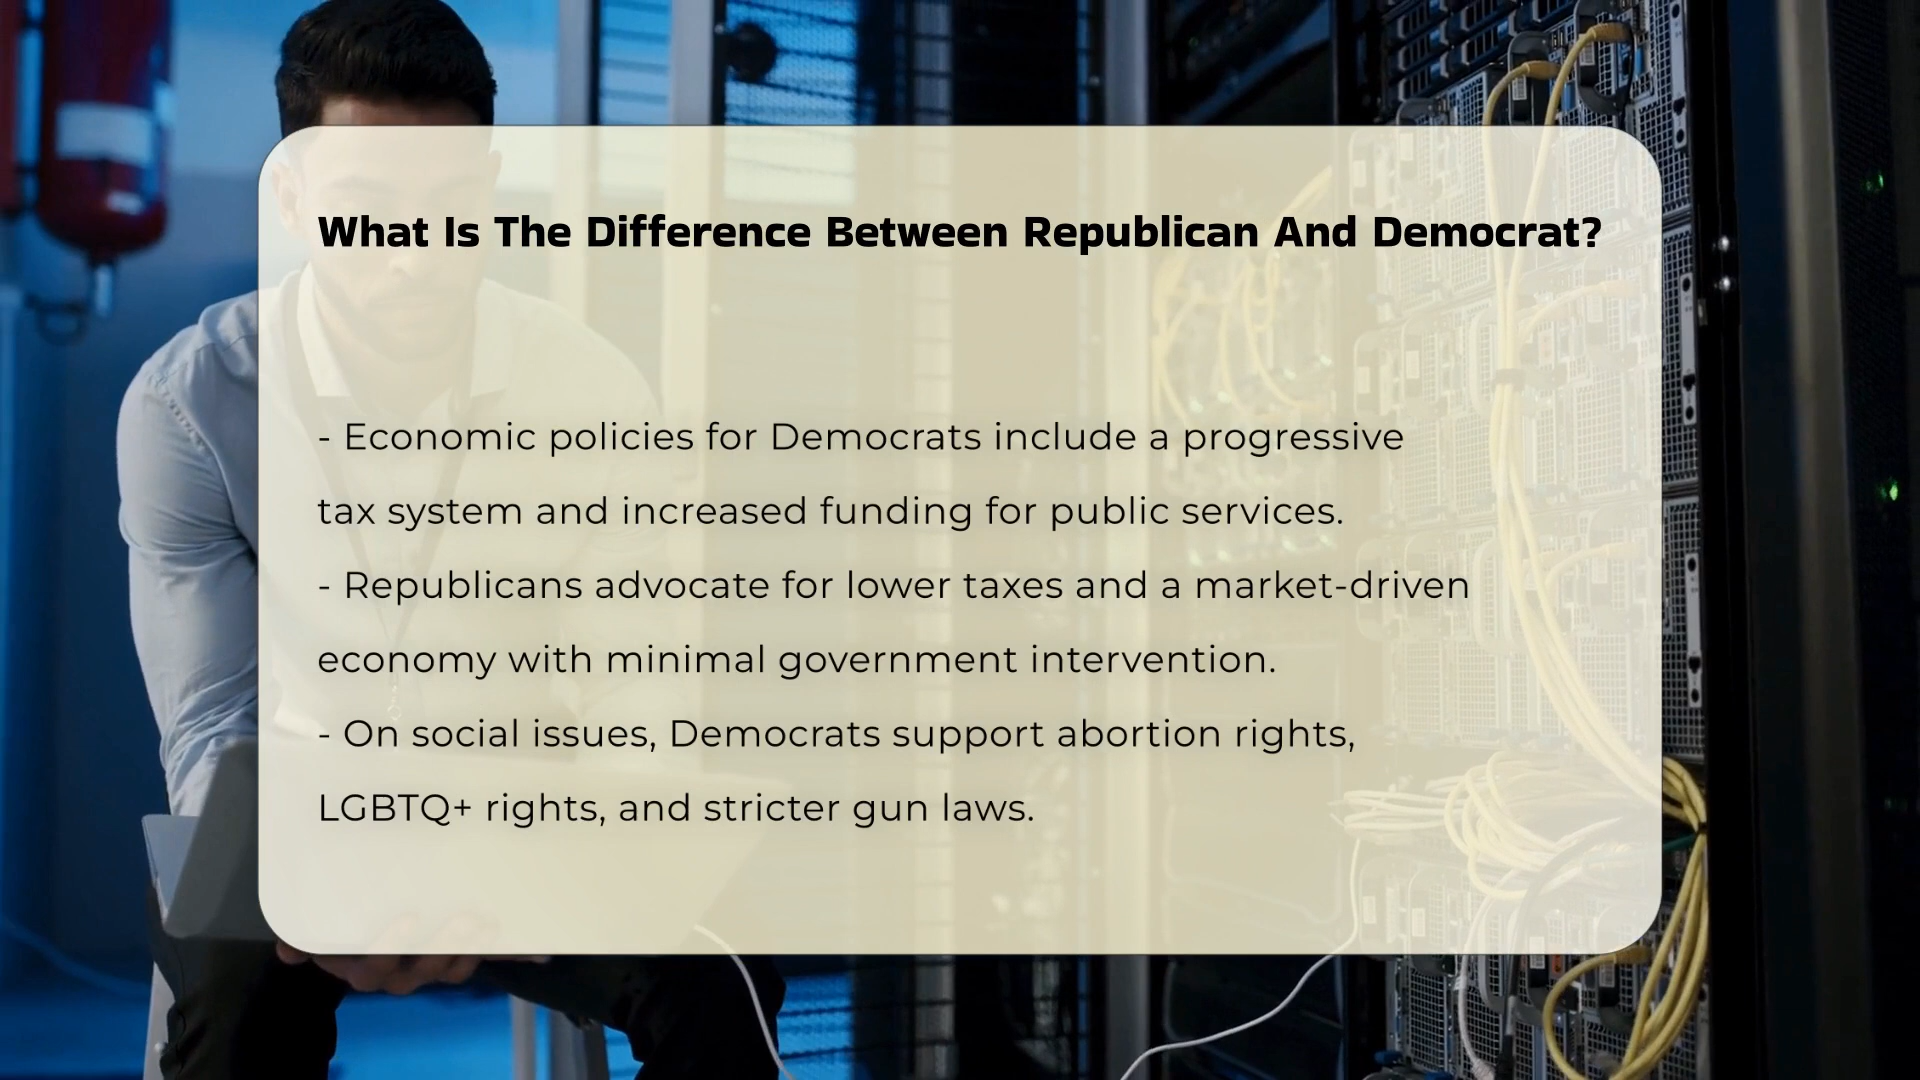 What Is The Difference Between Republican And Democrat?
- Economic policies for Democrats include a progressive
tax system and increased funding for public services.
- Republicans advocate for lower taxes and a market-driven
economy with minimal government intervention.
- On social issues, Democrats support abortion rights,
LGBTQ+ rights, and stricter gun laws.